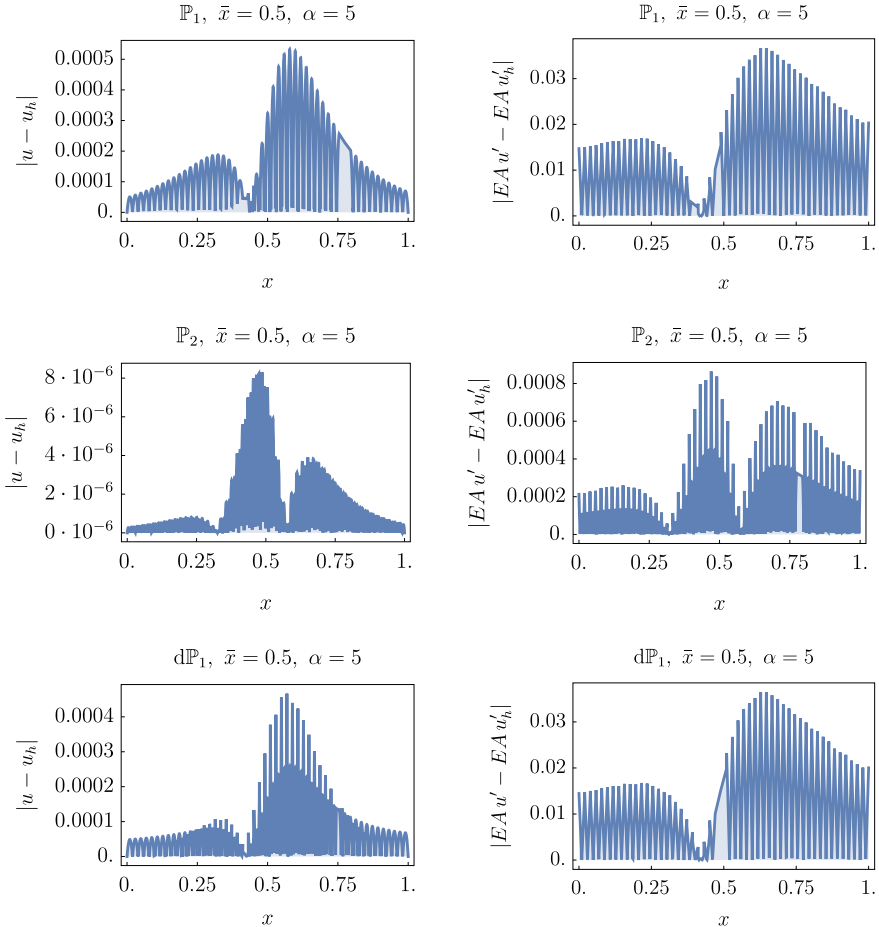 ℙ₁, x̄ = 0.5, α = 5
|u − uₕ|
0.0005
0.0004
0.0003
0.0002
0.0001
0.
0. 0.25 0.5 0.75 1.
x
ℙ₁, x̄ = 0.5, α = 5
|EA u′ − EA u′ₕ|
0.03
0.02
0.01
0.
0. 0.25 0.5 0.75 1.
x
ℙ₂, x̄ = 0.5, α = 5
|u − uₕ|
8 · 10⁻⁶
6 · 10⁻⁶
4 · 10⁻⁶
2 · 10⁻⁶
0 · 10⁻⁶
0. 0.25 0.5 0.75 1.
x
ℙ₂, x̄ = 0.5, α = 5
|EA u′ − EA u′ₕ|
0.0008
0.0006
0.0004
0.0002
0.
0. 0.25 0.5 0.75 1.
x
dℙ₁, x̄ = 0.5, α = 5
|u − uₕ|
0.0004
0.0003
0.0002
0.0001
0.
0. 0.25 0.5 0.75 1.
x
dℙ₁, x̄ = 0.5, α = 5
|EA u′ − EA u′ₕ|
0.03
0.02
0.01
0.
0. 0.25 0.5 0.75 1.
x